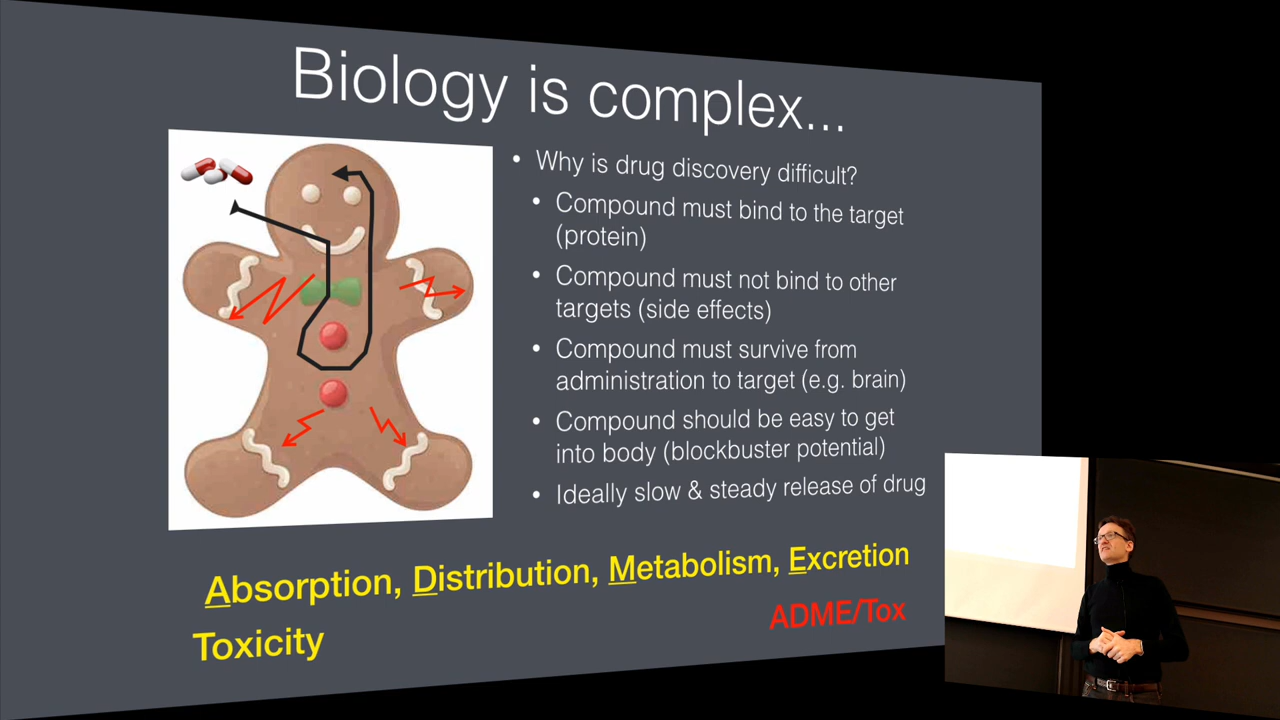 Biology is complex...
• Why is drug discovery difficult?
• Compound must bind to the target
(protein)
• Compound must not bind to other
targets (side effects)
• Compound must survive from
administration to target (e.g. brain)
• Compound should be easy to get
into body (blockbuster potential)
• Ideally slow & steady release of drug
Absorption, Distribution, Metabolism, Excretion
Toxicity
ADME/Tox